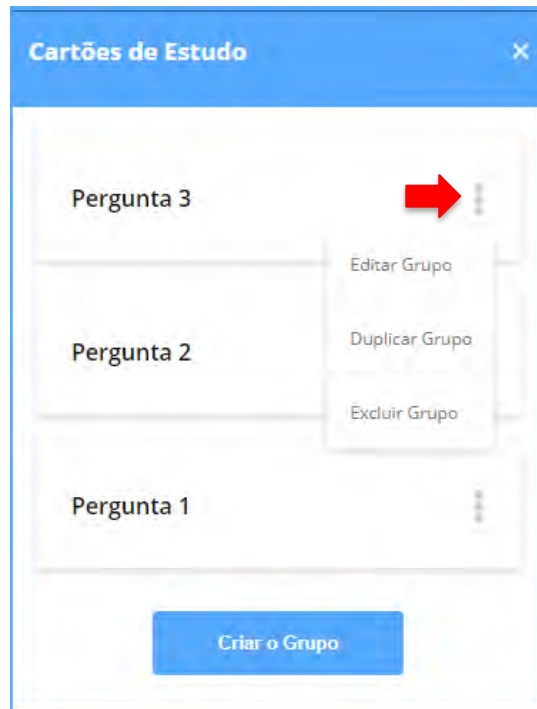 Cartões de Estudo
Pergunta 3
Editar Grupo
Duplicar Grupo
Pergunta 2
Excluir Grupo
Pergunta 1
Criar o Grupo